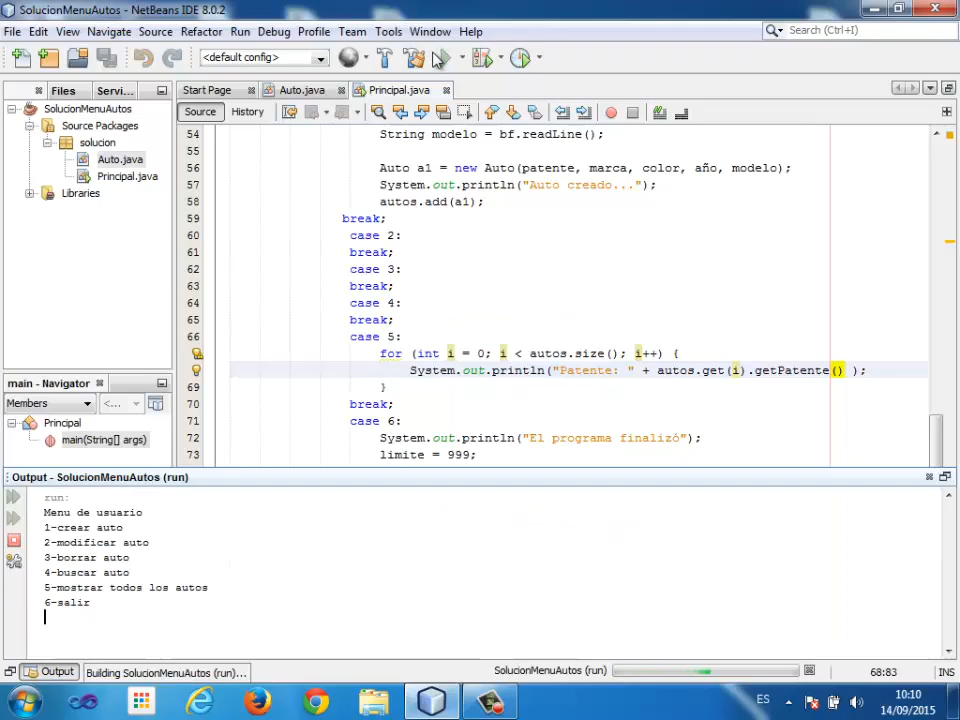 SolucionMenuAutos - NetBeans IDE 8.0.2
File Edit View Navigate Source Refactor Run Debug Profile Team Tools Window Help
Search (Ctrl+I)
<default config>
Files Servi...
Start Page Auto.java Principal.java
SolucionMenuAutos
Source Packages
solucion
Auto.java
Principal.java
Libraries
Source History
54 String modelo = bf.readLine();
55
56 Auto a1 = new Auto(patente, marca, color, año, modelo);
57 System.out.println("Auto creado...");
58 autos.add(a1);
59 break;
60 case 2:
61 break;
62 case 3:
63 break;
64 case 4:
65 break;
66 case 5:
for (int i = 0; i < autos.size(); i++) {
System.out.println("Patente: " + autos.get(i).getPatente() );
69 }
70 break;
71 case 6:
72 System.out.println("El programa finalizó");
73 limite = 999;
main - Navigator
Members <...
Principal
main(String[] args)
Output - SolucionMenuAutos (run)
run:
Menu de usuario
1-crear auto
2-modificar auto
3-borrar auto
4-buscar auto
5-mostrar todos los autos
6-salir
Output
Building SolucionMenuAutos (run)...
SolucionMenuAutos (run)
68:83 INS
ES
10:10
14/09/2015